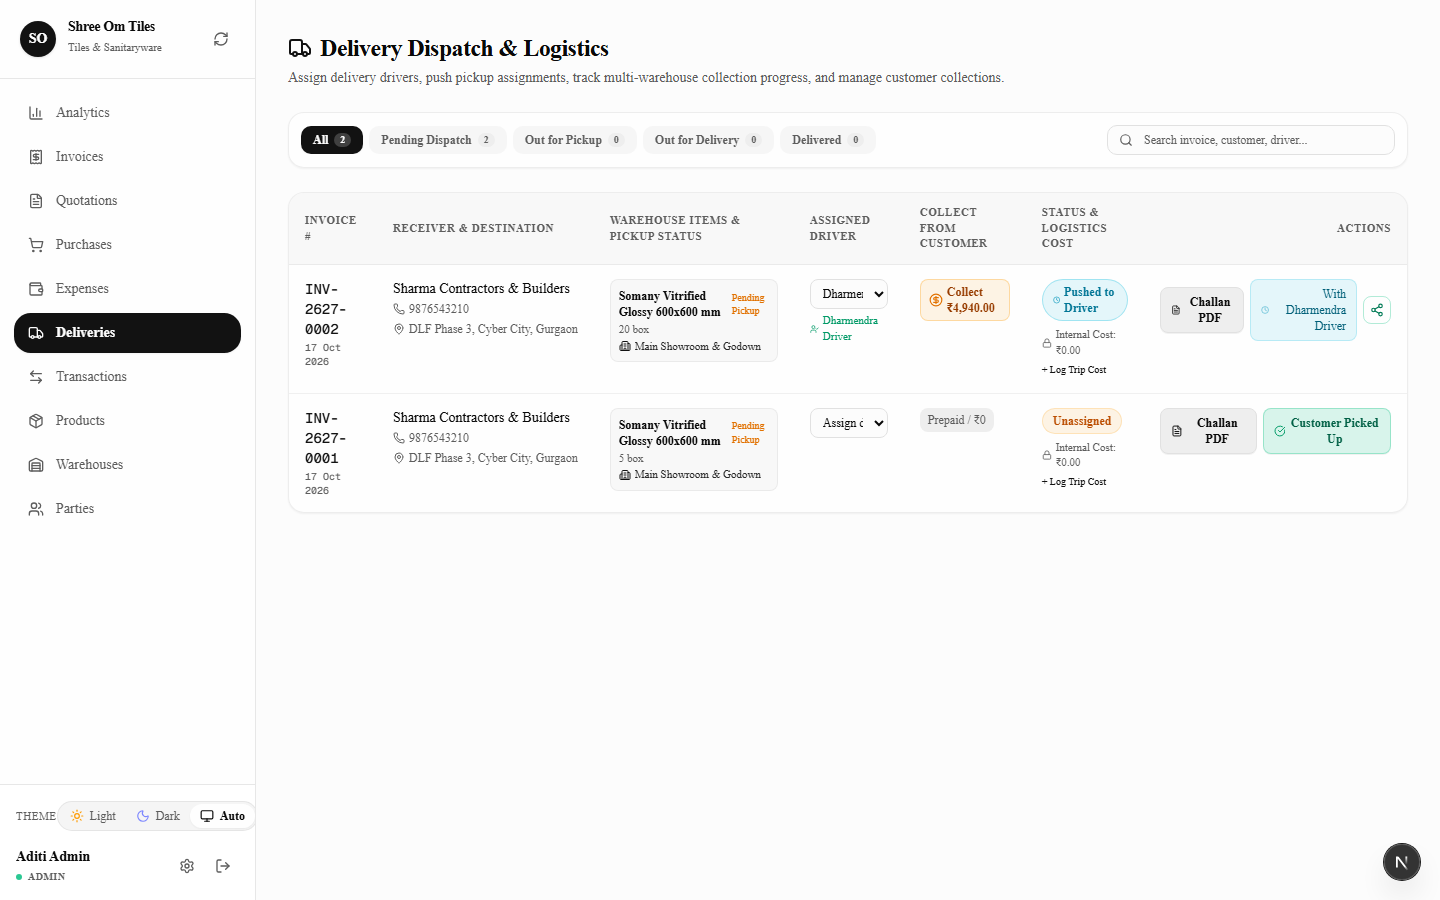 SO
Shree Om Tiles
Tiles & Sanitaryware
Analytics
Invoices
Quotations
Purchases
Expenses
Deliveries
Transactions
Products
Warehouses
Parties
THEME
Light
Dark
Auto
Aditi Admin
ADMIN
Delivery Dispatch & Logistics
Assign delivery drivers, push pickup assignments, track multi-warehouse collection progress, and manage customer collections.
All 2
Pending Dispatch 2
Out for Pickup 0
Out for Delivery 0
Delivered 0
Search invoice, customer, driver...
INVOICE
#
RECEIVER & DESTINATION
WAREHOUSE ITEMS &
PICKUP STATUS
ASSIGNED
DRIVER
COLLECT
FROM
CUSTOMER
STATUS &
LOGISTICS
COST
ACTIONS
INV-
2627-
0002
17 Oct
2026
Sharma Contractors & Builders
9876543210
DLF Phase 3, Cyber City, Gurgaon
Somany Vitrified
Glossy 600x600 mm
Pending
Pickup
20 box
Main Showroom & Godown
Dharmer
Dharmendra
Driver
Collect
₹4,940.00
Pushed to
Driver
Internal Cost:
₹0.00
+ Log Trip Cost
Challan
PDF
With
Dharmendra
Driver
INV-
2627-
0001
17 Oct
2026
Sharma Contractors & Builders
9876543210
DLF Phase 3, Cyber City, Gurgaon
Somany Vitrified
Glossy 600x600 mm
Pending
Pickup
5 box
Main Showroom & Godown
Assign d
Prepaid / ₹0
Unassigned
Internal Cost:
₹0.00
+ Log Trip Cost
Challan
PDF
Customer Picked
Up
N